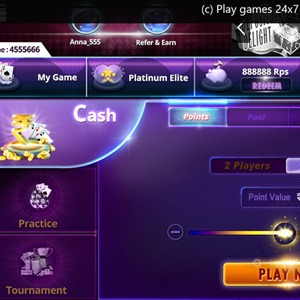 (c) Play games 24x7
Anna_555
Refer & Earn
DELIGHT
: 4555666
My Game
Platinum Elite
888888 Rps
REDEEM
Cash
Points
Pool
2 Players
Practice
Point Value
Tournament
PLAY